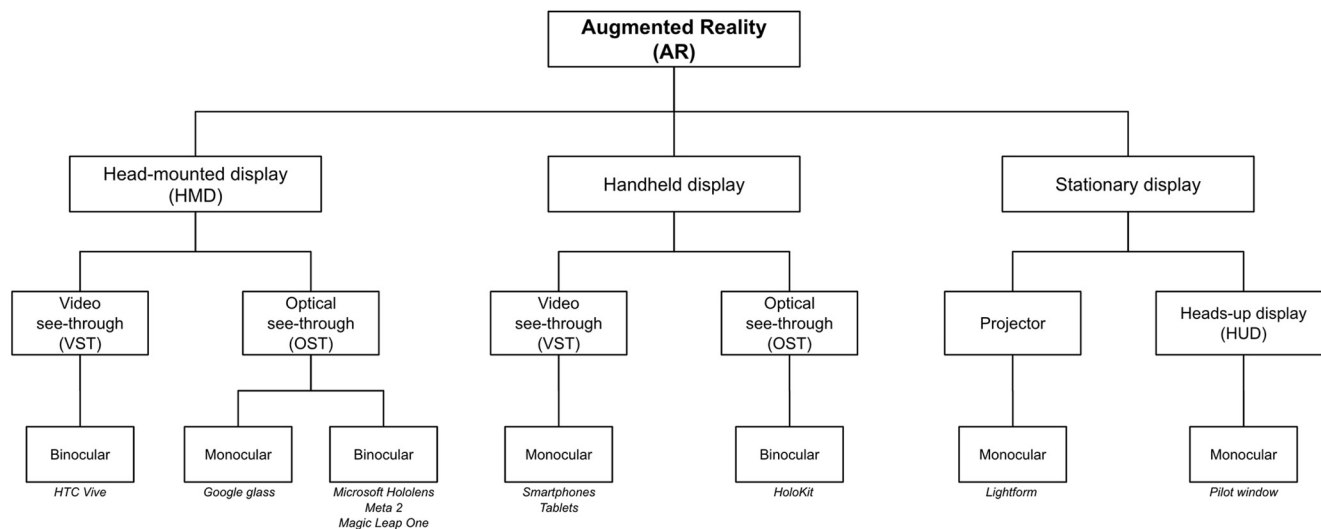 Augmented Reality
(AR)
Head-mounted display
(HMD)
Handheld display
Stationary display
Video
see-through
(VST)
Optical
see-through
(OST)
Video
see-through
(VST)
Optical
see-through
(OST)
Projector
Heads-up display
(HUD)
Binocular
Monocular
Binocular
Monocular
Binocular
Monocular
Monocular
HTC Vive
Google glass
Microsoft Hololens
Meta 2
Magic Leap One
Smartphones
Tablets
HoloKit
Lightform
Pilot window